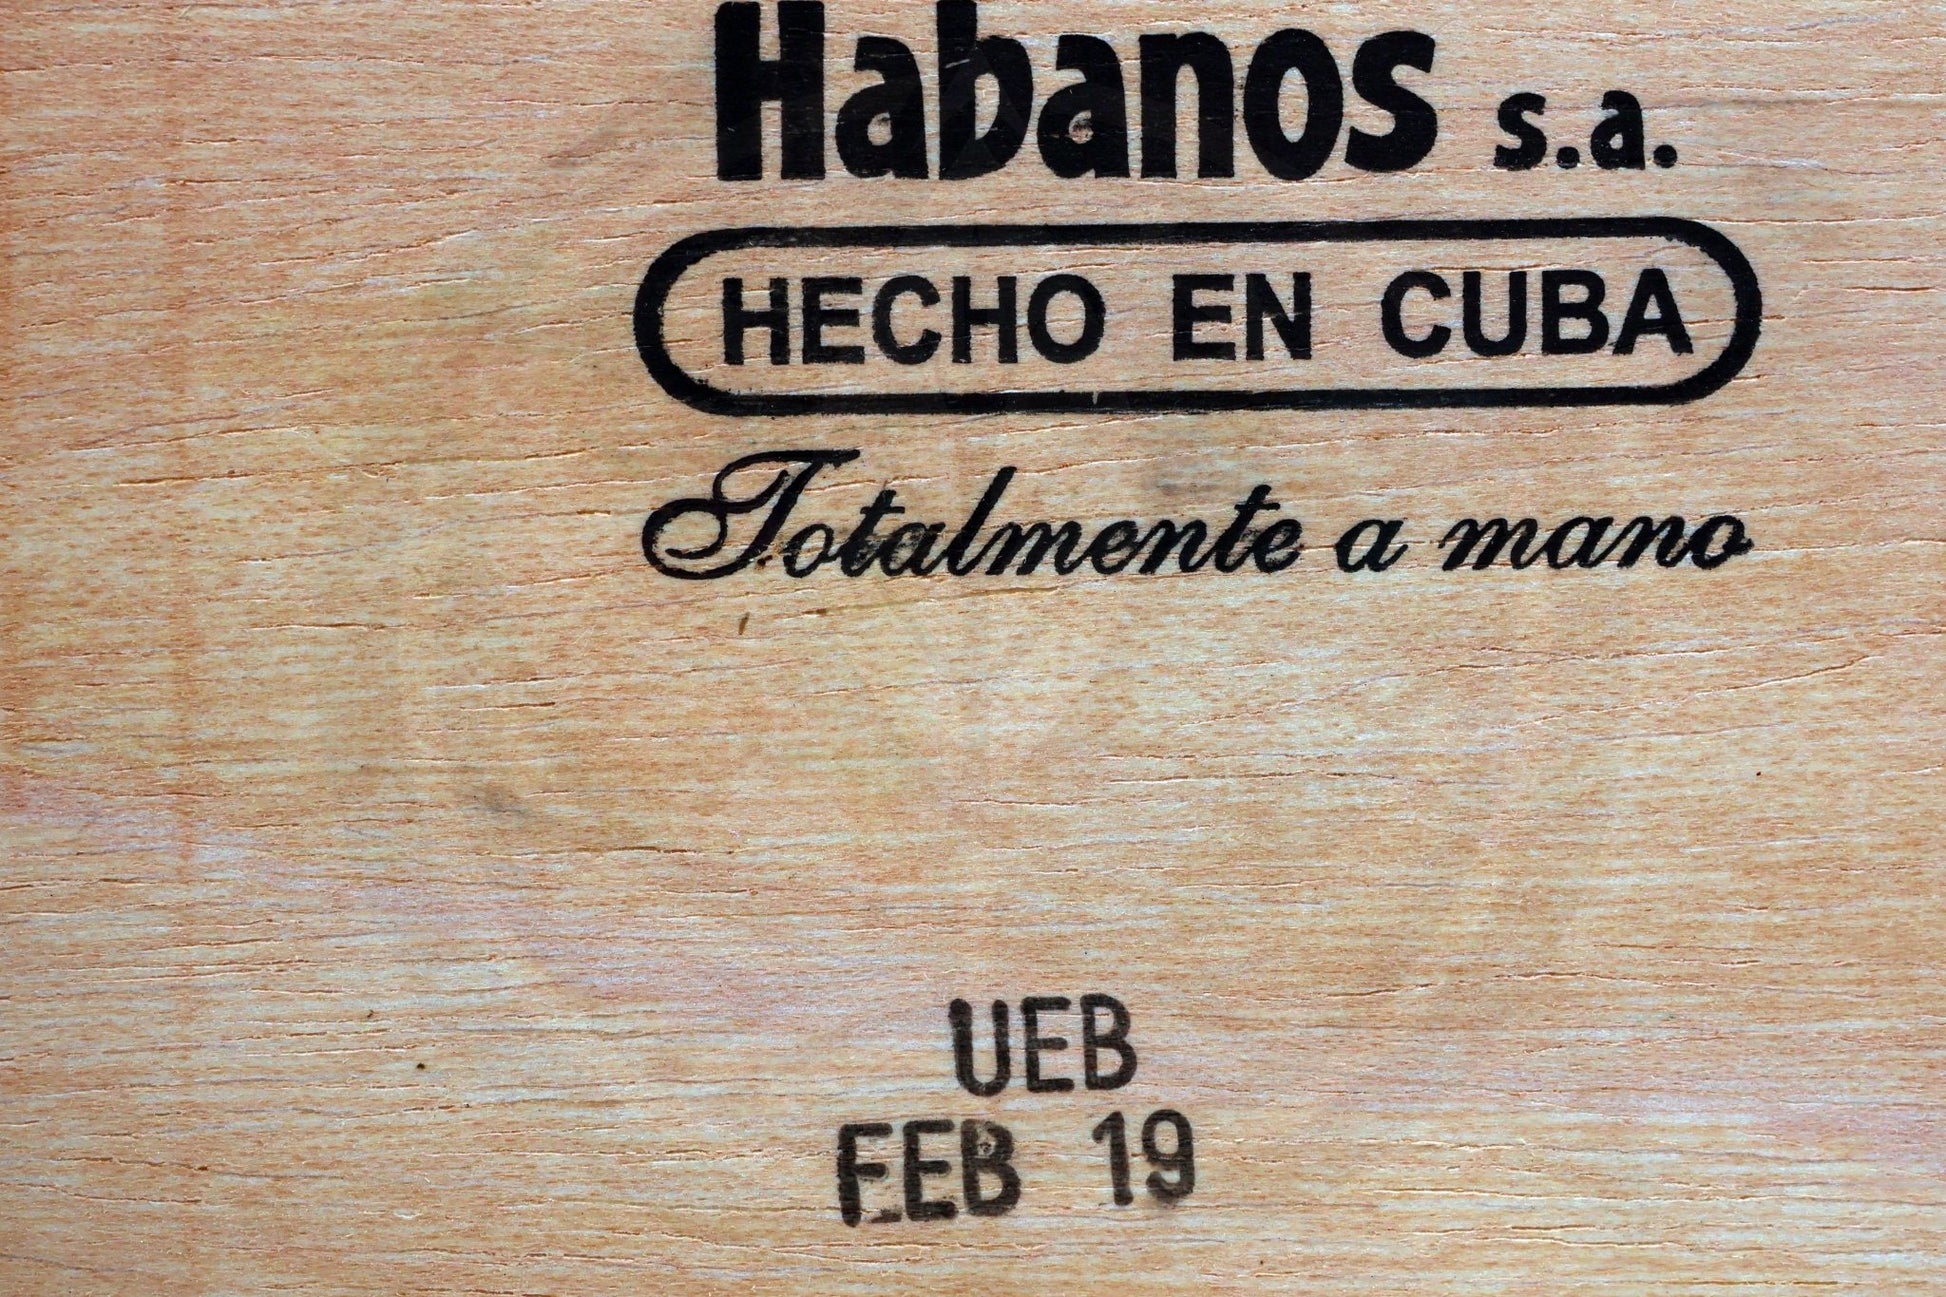 Habanos s.a.
HECHO EN CUBA
Totalmente a mano
UEB
FEB 19